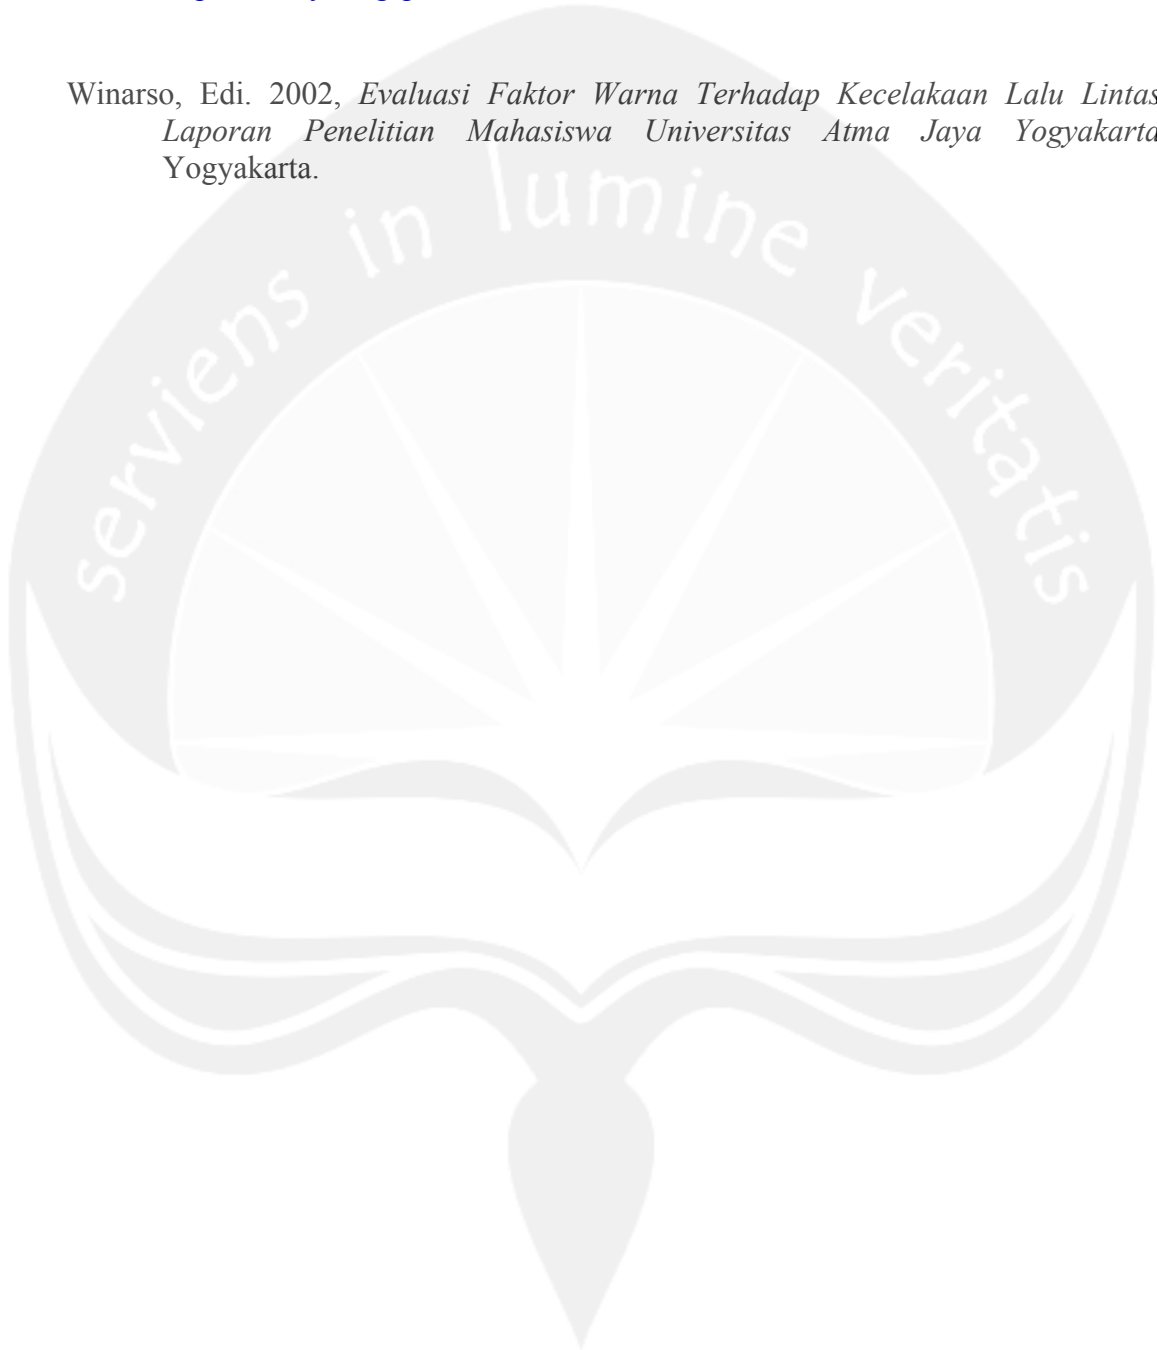 Winarso, Edi. 2002, Evaluasi Faktor Warna Terhadap Kecelakaan Lalu Lintas
Laporan Penelitian Mahasiswa Universitas Atma Jaya Yogyakarta
Yogyakarta.
serviens in lumine veritatis